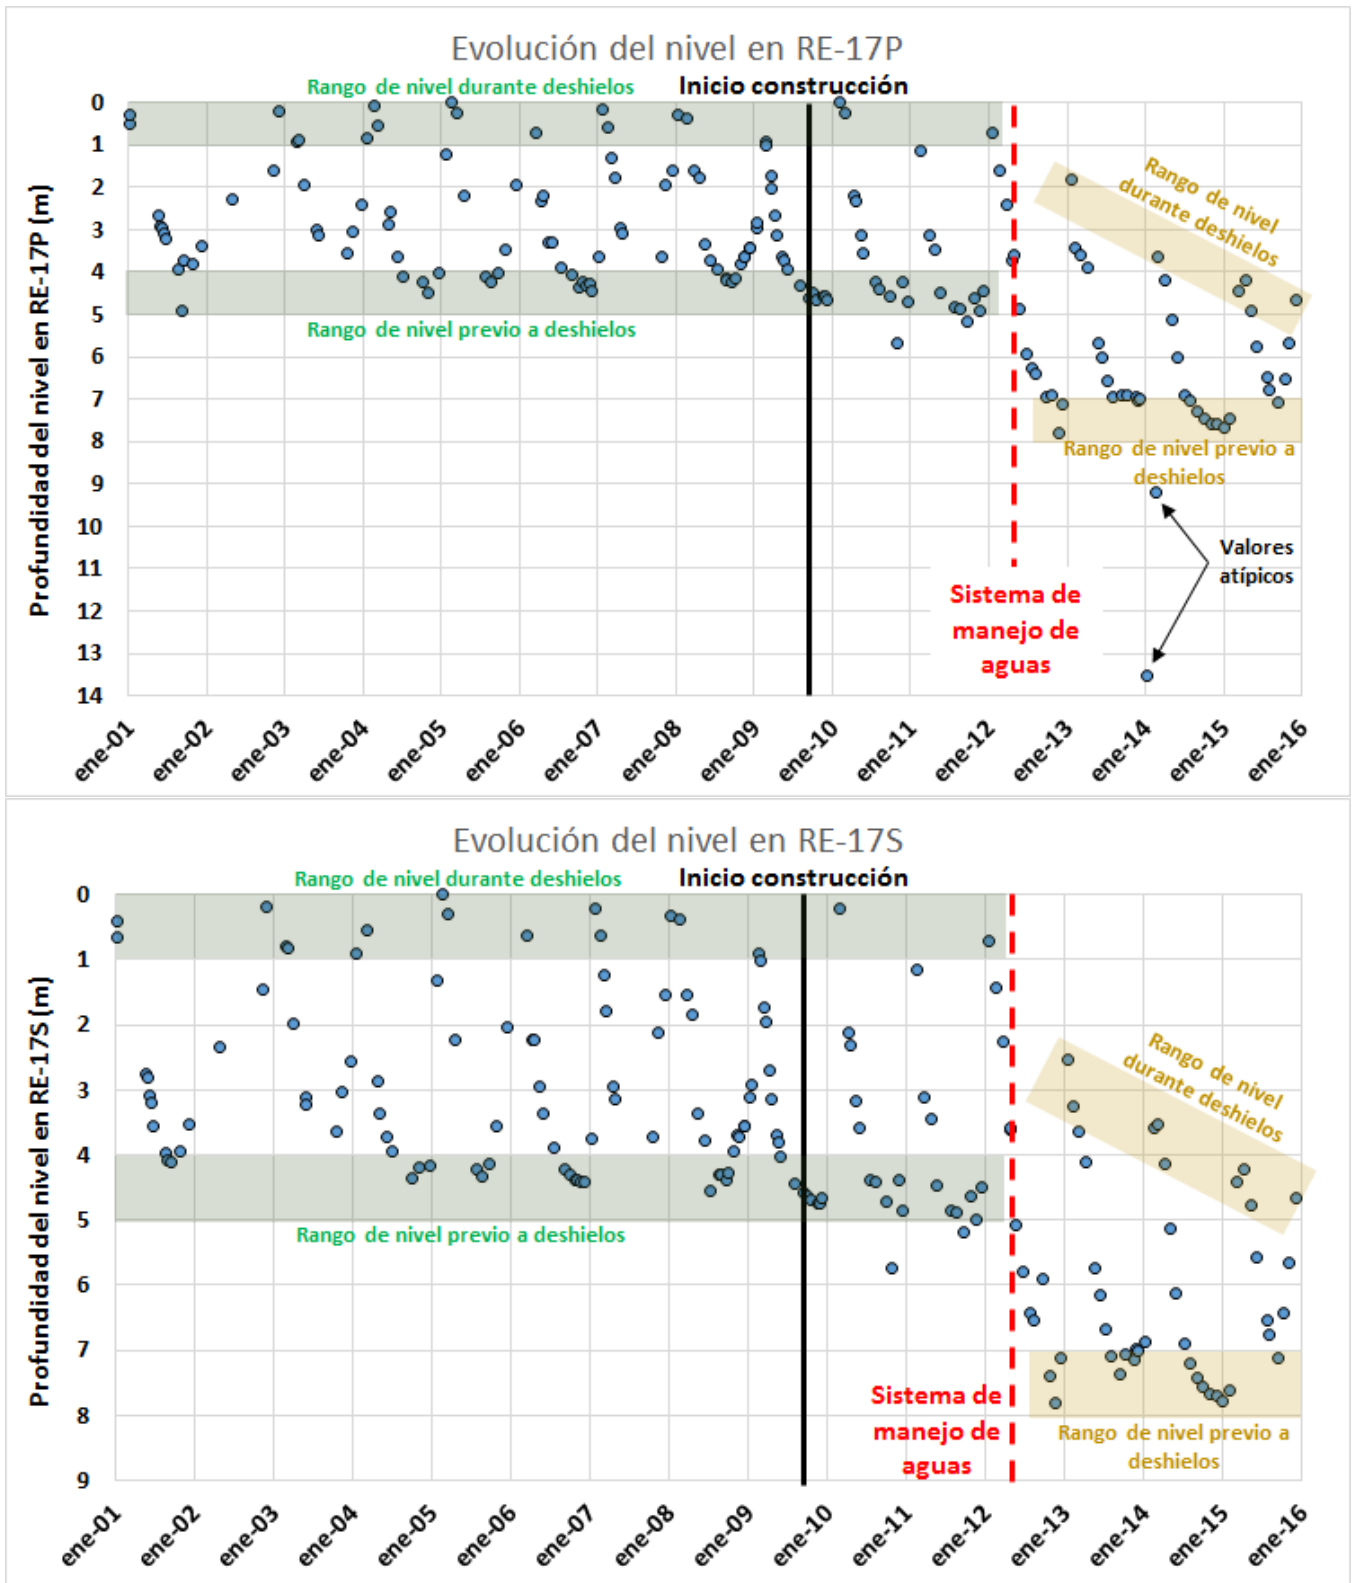 Evolución del nivel en RE-17P
Rango de nivel durante deshielos
Inicio construcción
Profundidad del nivel en RE-17P (m)
0
1
2
3
4
5
6
7
8
9
10
11
12
13
14
Rango de nivel previo a deshielos
Rango de nivel
durante deshielos
Rango de nivel previo a
deshielos
Valores
atípicos
Sistema de
manejo de
aguas
ene-01
ene-02
ene-03
ene-04
ene-05
ene-06
ene-07
ene-08
ene-09
ene-10
ene-11
ene-12
ene-13
ene-14
ene-15
ene-16
Evolución del nivel en RE-17S
Rango de nivel durante deshielos
Inicio construcción
Profundidad del nivel en RE-17S (m)
0
1
2
3
4
5
6
7
8
9
Rango de nivel previo a deshielos
Rango de nivel
durante deshielos
Sistema de
manejo de
aguas
Rango de nivel previo a
deshielos
ene-01
ene-02
ene-03
ene-04
ene-05
ene-06
ene-07
ene-08
ene-09
ene-10
ene-11
ene-12
ene-13
ene-14
ene-15
ene-16